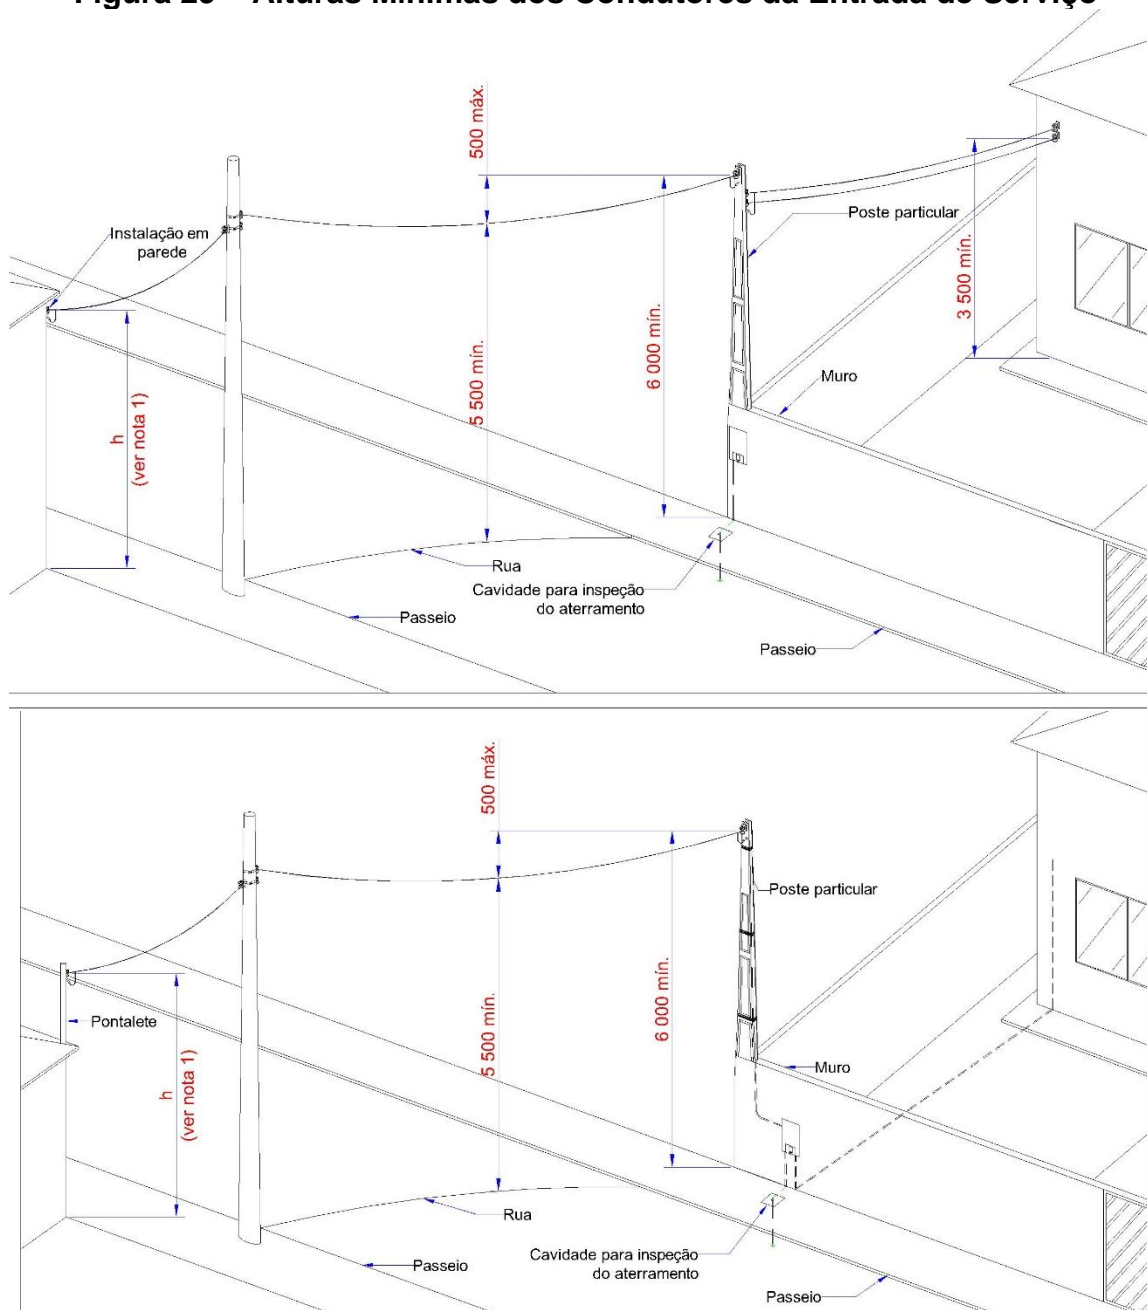 Figura 29 – Alturas Mínimas dos Condutores da Entrada de Serviço
500 máx.
Instalação em
parede
Poste particular
3 500 mín.
6 000 mín.
5 500 mín.
Muro
h
(ver nota 1)
Rua
Cavidade para inspeção
do aterramento
Passeio
Passeio
500 máx.
Poste particular
6 000 mín.
5 500 mín.
Pontalete
h
(ver nota 1)
Muro
Rua
Cavidade para inspeção
do aterramento
Passeio
Passeio